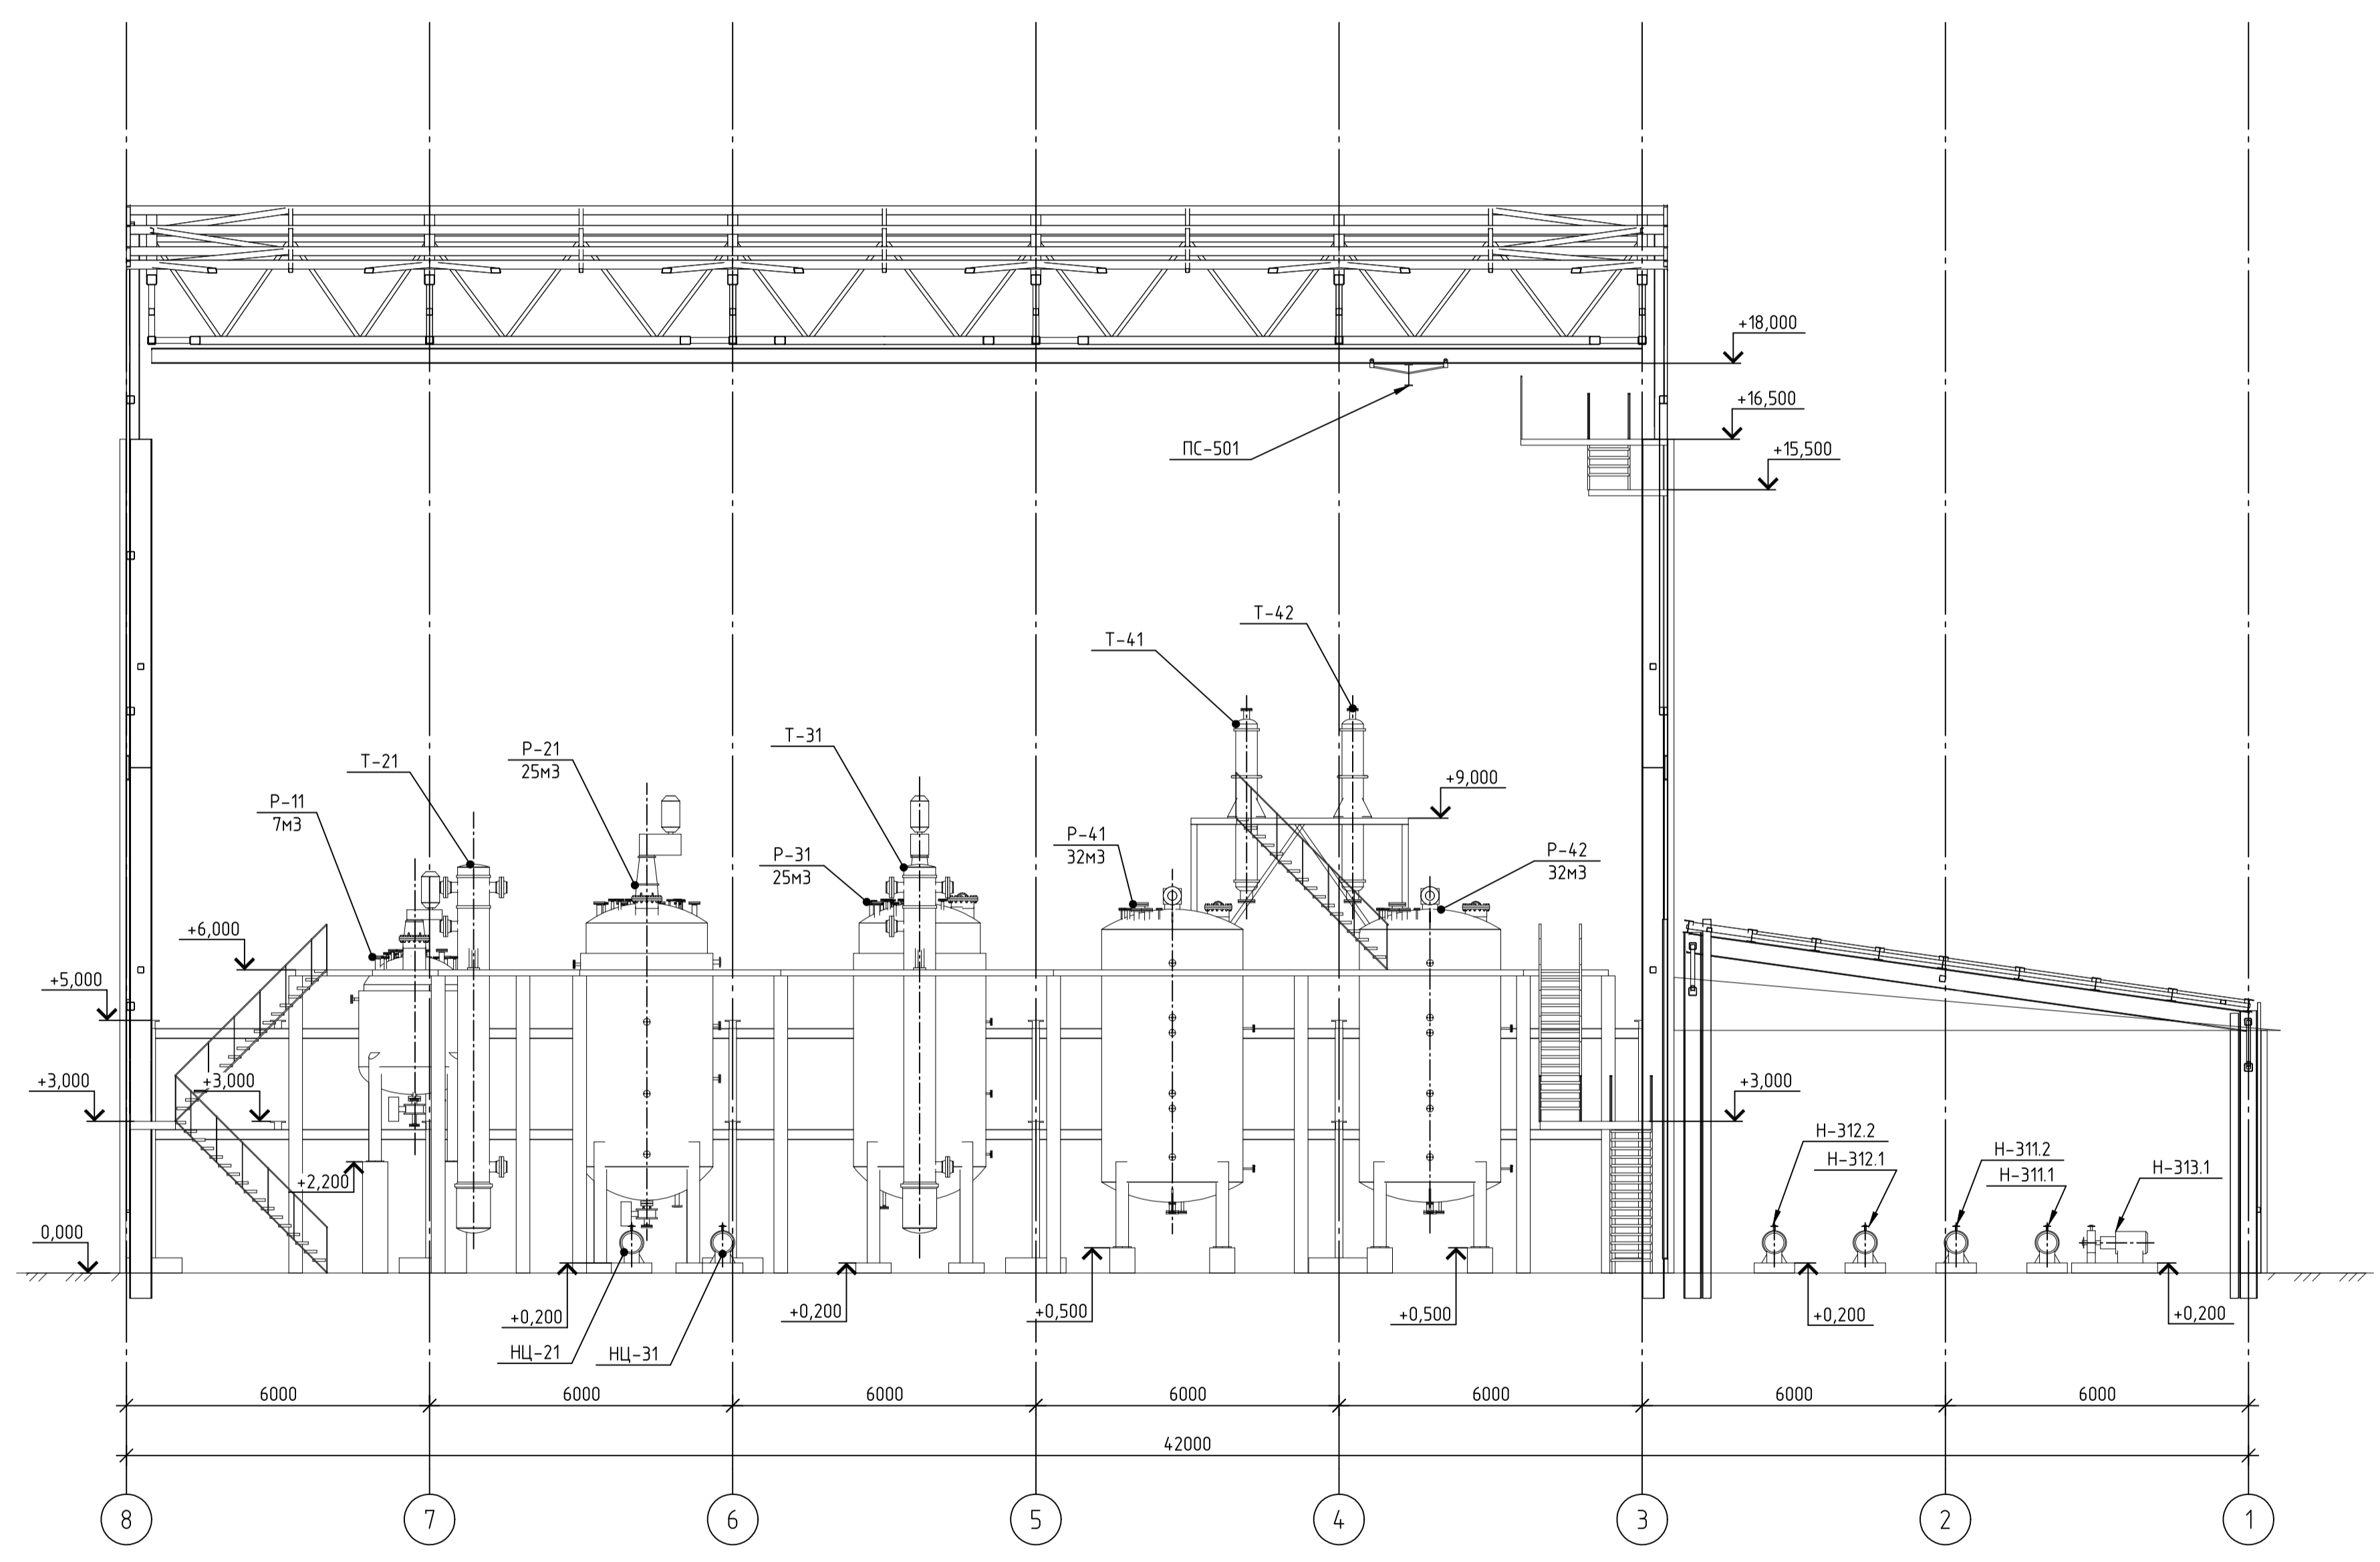 +18,000
+16,500
ПС-501
+15,500
Т-42
Т-41
Т-31
Р-21
25м3
Т-21
+9,000
Р-11
7м3
Р-41
32м3
Р-31
25м3
Р-42
32м3
+6,000
+5,000
+3,000
+3,000
+3,000
Н-312.2
Н-312.1
Н-311.2
Н-311.1
Н-313.1
+2,200
0,000
+0,200
+0,200
+0,500
+0,500
+0,200
+0,200
НЦ-21
НЦ-31
6000
6000
6000
6000
6000
6000
6000
42000
8
7
6
5
4
3
2
1